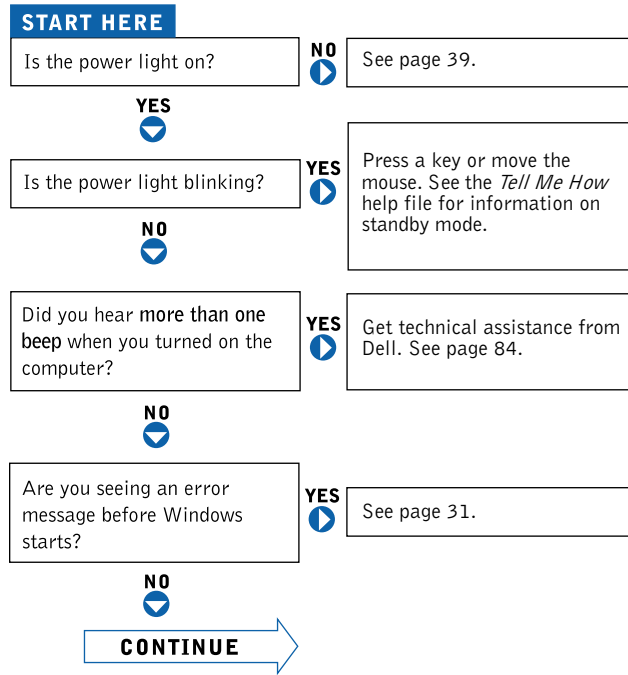 START HERE
Is the power light on?
NO
See page 39.
YES
Is the power light blinking?
YES
Press a key or move the
mouse. See the Tell Me How
help file for information on
standby mode.
NO
Did you hear more than one
beep when you turned on the
computer?
YES
Get technical assistance from
Dell. See page 84.
NO
Are you seeing an error
message before Windows
starts?
YES
See page 31.
NO
CONTINUE